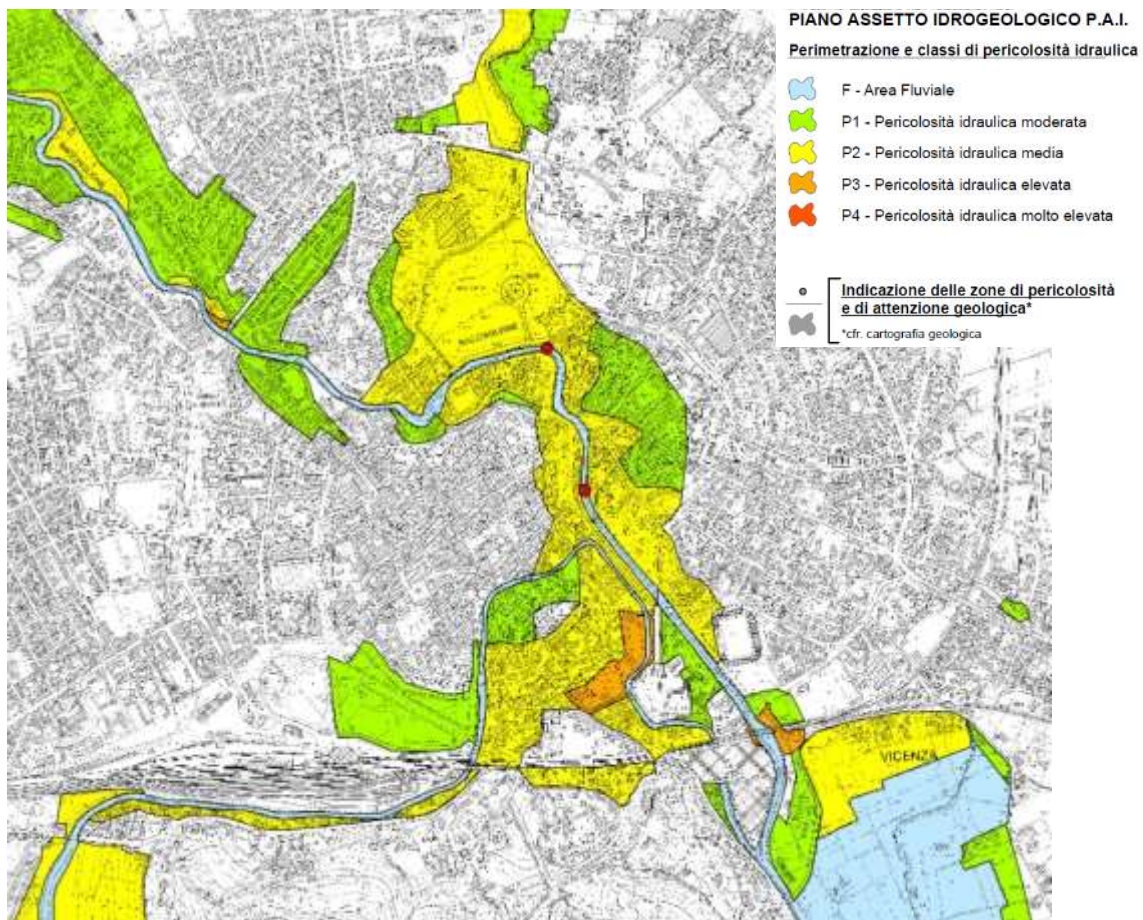 PIANO ASSETTO IDROGEOLOGICO P.A.I.
Perimetrazione e classi di pericolosità idraulica
F - Area Fluviale
P1 - Pericolosità idraulica moderata
P2 - Pericolosità idraulica media
P3 - Pericolosità idraulica elevata
P4 - Pericolosità idraulica molto elevata
Indicazione delle zone di pericolosità
e di attenzione geologica*
*cfr. cartografia geologica
VICENZA